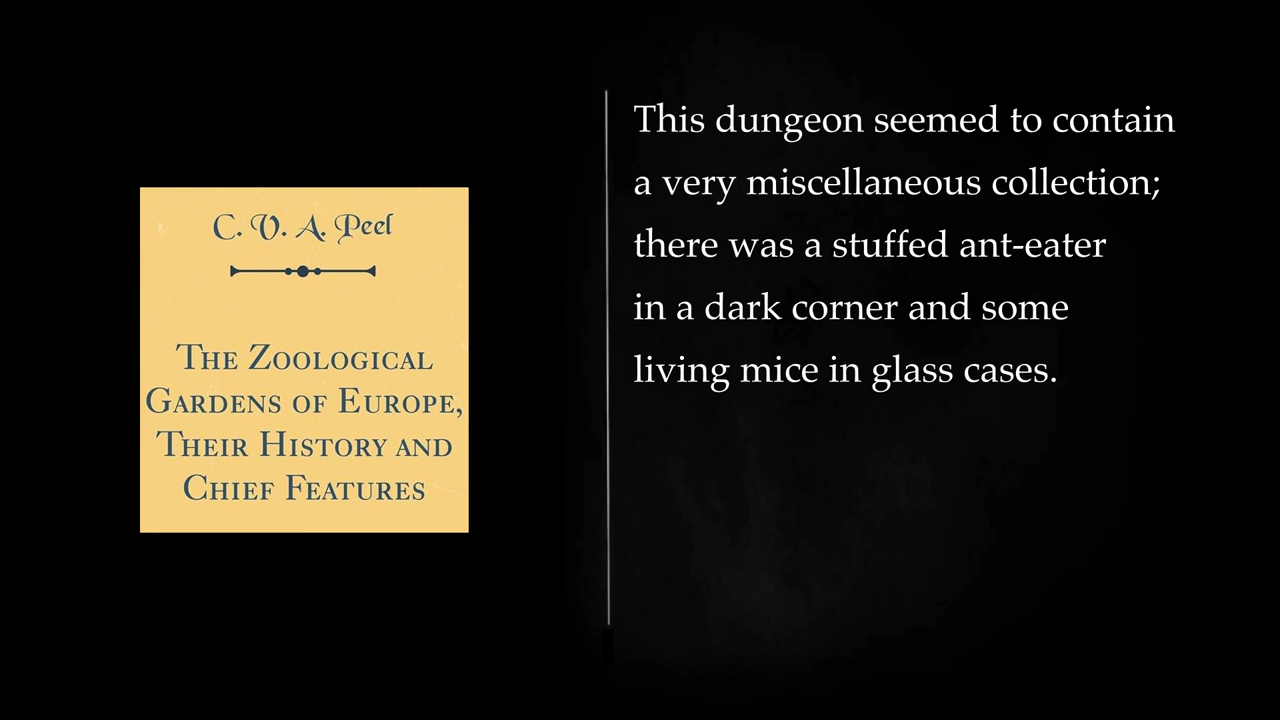 C. V. A. Peel
The Zoological
Gardens of Europe,
Their History and
Chief Features
This dungeon seemed to contain
a very miscellaneous collection;
there was a stuffed ant-eater
in a dark corner and some
living mice in glass cases.